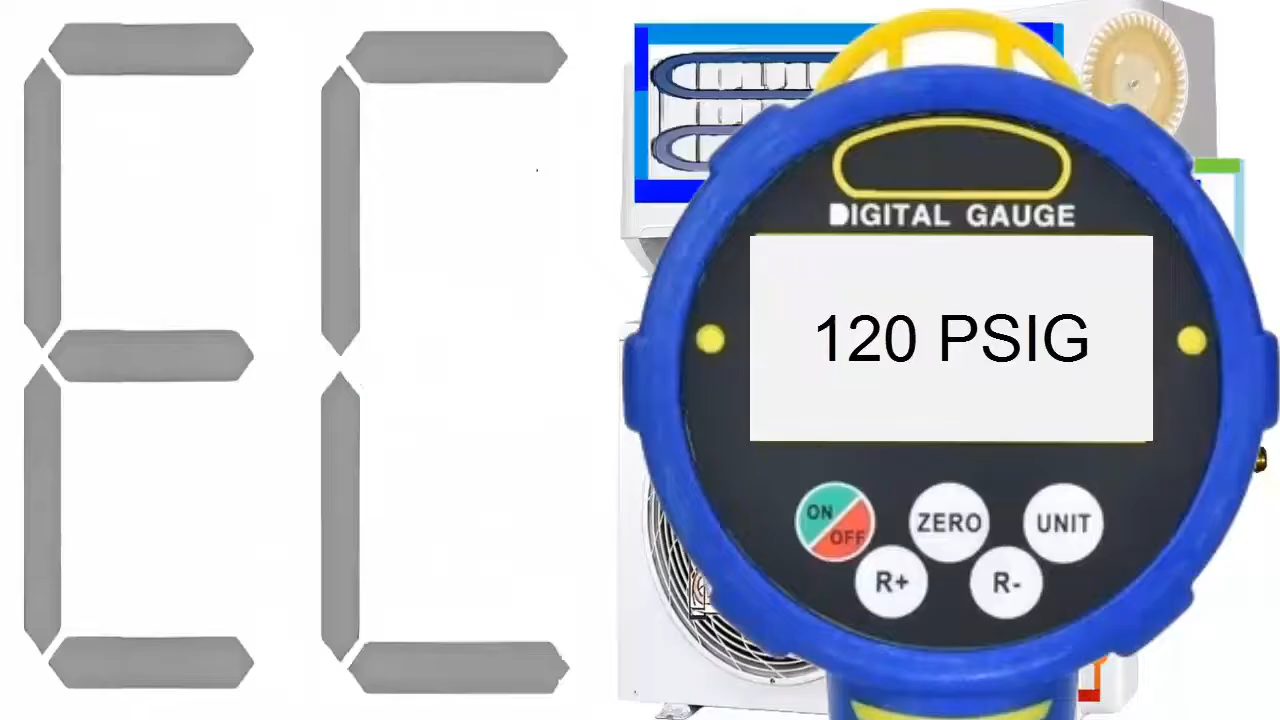 EC
DIGITAL GAUGE
120 PSIG
ON
OFF
ZERO
UNIT
R+
R-